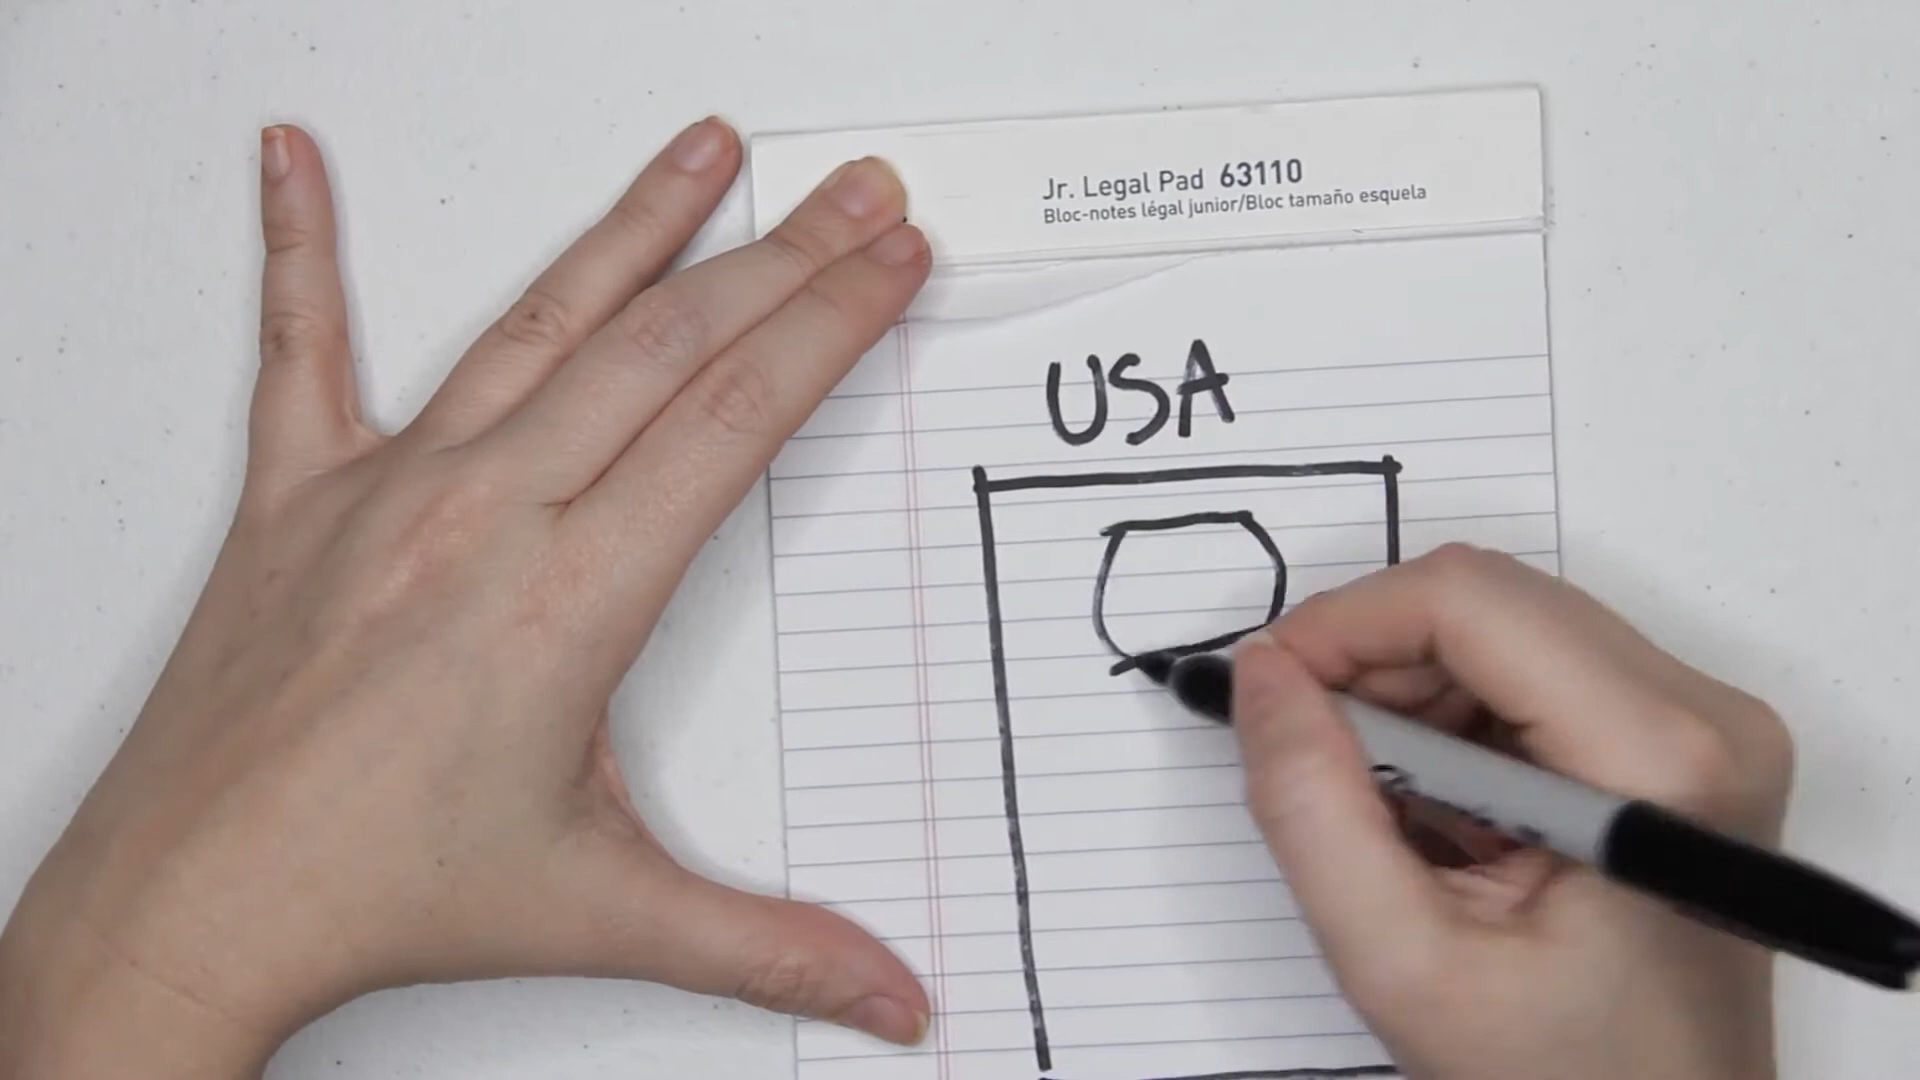 Jr. Legal Pad 63110
Bloc-notes légal junior/Bloc tamaño esquela
USA